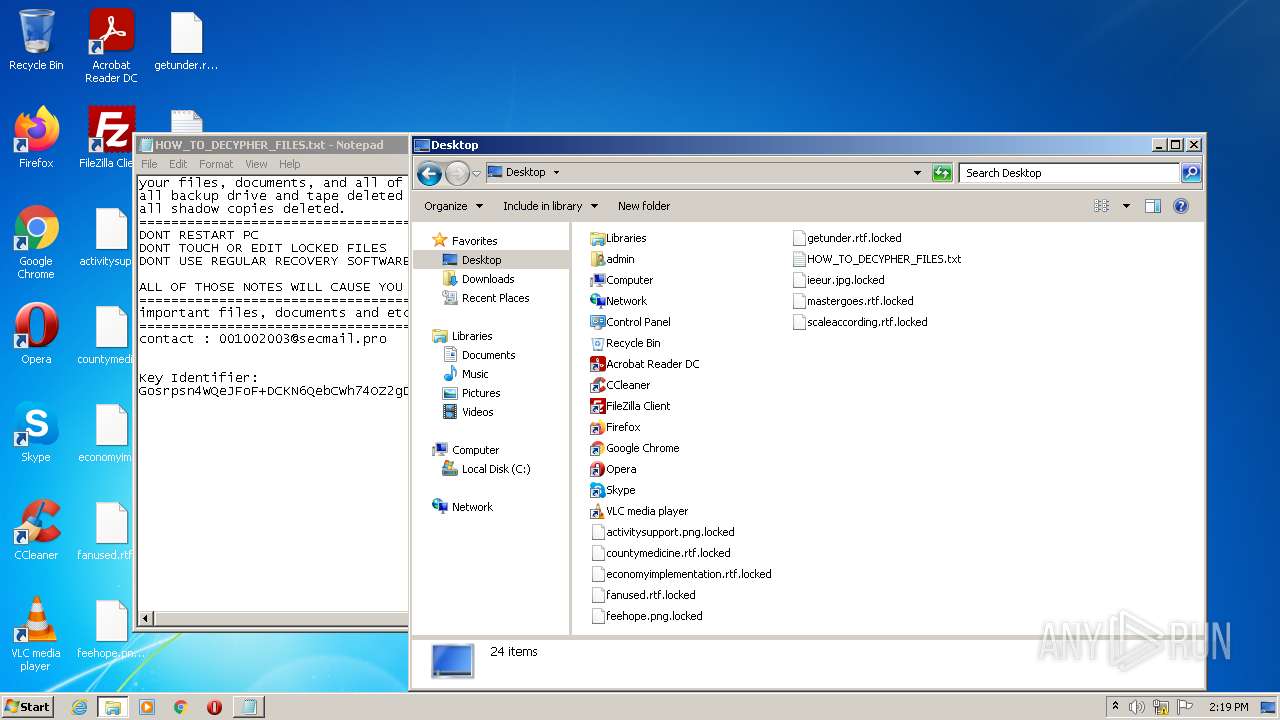 Recycle Bin
Acrobat
Reader DC
getunder.r...
Firefox
FileZilla Clie
Google
Chrome
activitysup
Opera
countymedi
Skype
economyim
CCleaner
fanused.rtf
VLC media
player
feehope.pn...
HOW_TO_DECYPHER_FILES.txt - Notepad
File Edit Format View Help
your files, documents, and all of
all backup drive and tape deleted
all shadow copies deleted.
DONT RESTART PC
DONT TOUCH OR EDIT LOCKED FILES
DONT USE REGULAR RECOVERY SOFTWARE
ALL OF THOSE NOTES WILL CAUSE YOU
important files, documents and etc
contact : 0010020003@secmail.pro
Key Identifier:
Desktop
Desktop
Search Desktop
Organize Include in library New folder
Favorites
Desktop
Downloads
Recent Places
Libraries
Documents
Music
Pictures
Videos
Computer
Local Disk (C:)
Network
Libraries
admin
Computer
Network
Control Panel
Recycle Bin
Acrobat Reader DC
CCleaner
FileZilla Client
Firefox
Google Chrome
Opera
Skype
VLC media player
activitysupport.png.locked
countymedicine.rtf.locked
economyimplementation.rtf.locked
fanused.rtf.locked
feehope.png.locked
getunder.rtf.locked
HOW_TO_DECYPHER_FILES.txt
ieeur.jpg.locked
mastergoes.rtf.locked
scaleaccording.rtf.locked
24 items
ANY RUN
Start
2:19 PM